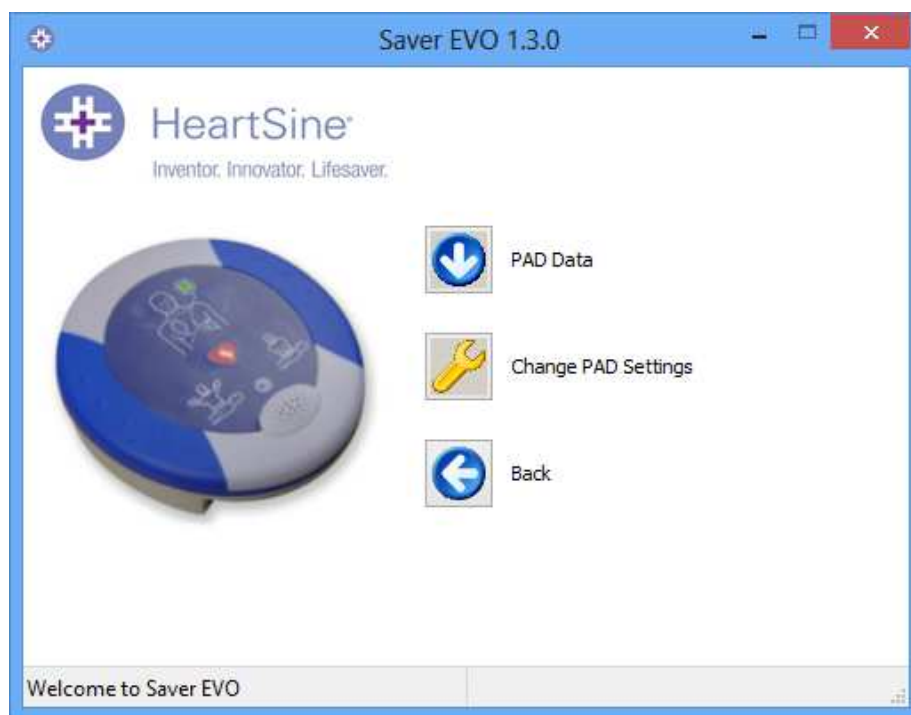 Saver EVO 1.3.0
HeartSine
Inventor. Innovator. Lifesaver.
PAD Data
Change PAD Settings
Back
Welcome to Saver EVO